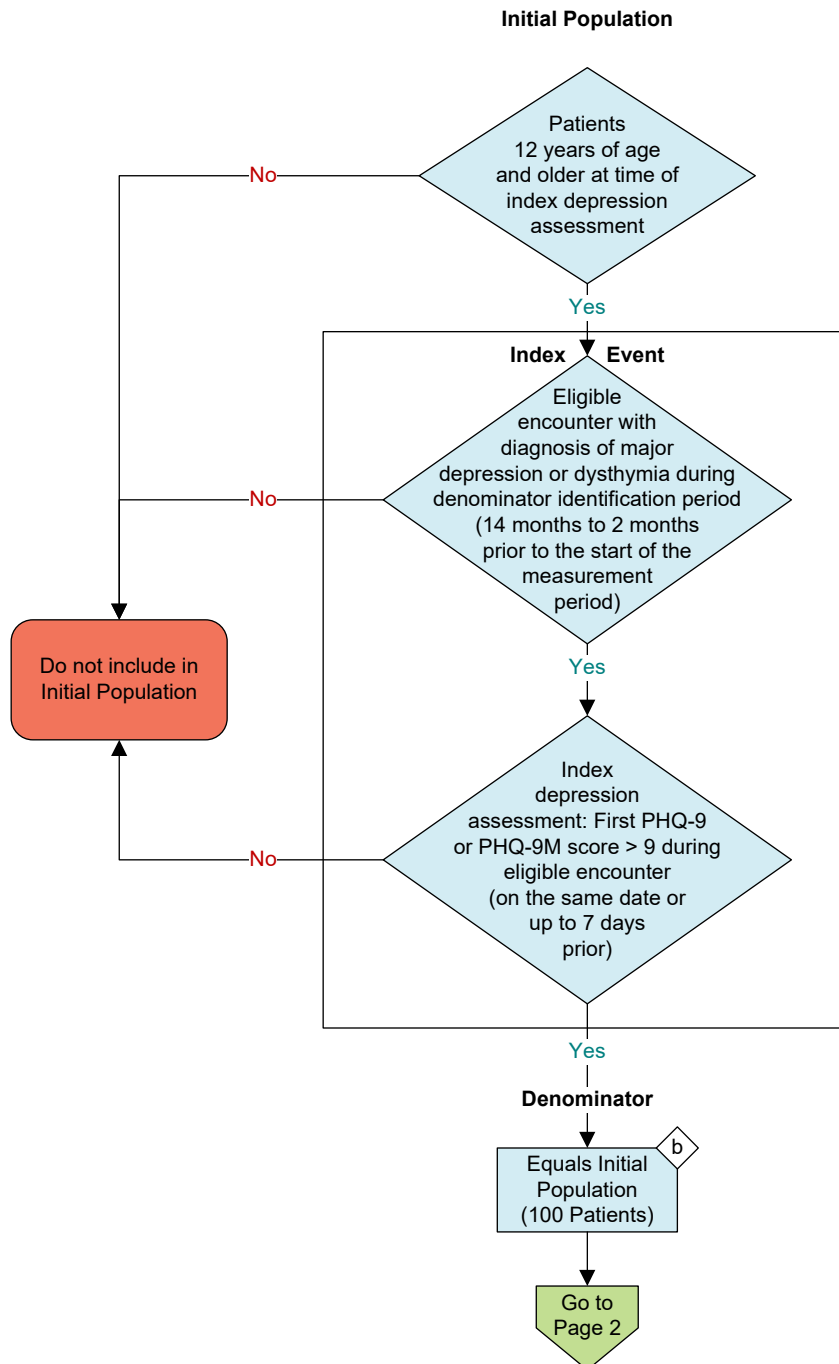 Initial Population
Patients
12 years of age
and older at time of
index depression
assessment
No
Yes
Index Event
Eligible
encounter with
diagnosis of major
depression or dysthymia during
denominator identification period
(14 months to 2 months
prior to the start of the
measurement
period)
No
Yes
Do not include in
Initial Population
Index
depression
assessment: First PHQ-9
or PHQ-9M score > 9 during
eligible encounter
(on the same date or
up to 7 days
prior)
No
Yes
Denominator
b
Equals Initial
Population
(100 Patients)
Go to
Page 2